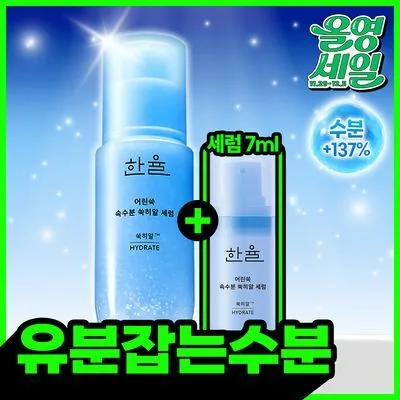 올영
세일
11.29-12.5
수분
+137%
세럼 7ml
한율
어린쑥
속수분 쑥히알 세럼
쑥히알™
HYDRATE
+
한율
어린쑥
속수분 쑥히알 세럼
쑥히알™
HYDRATE
유분잡는수분